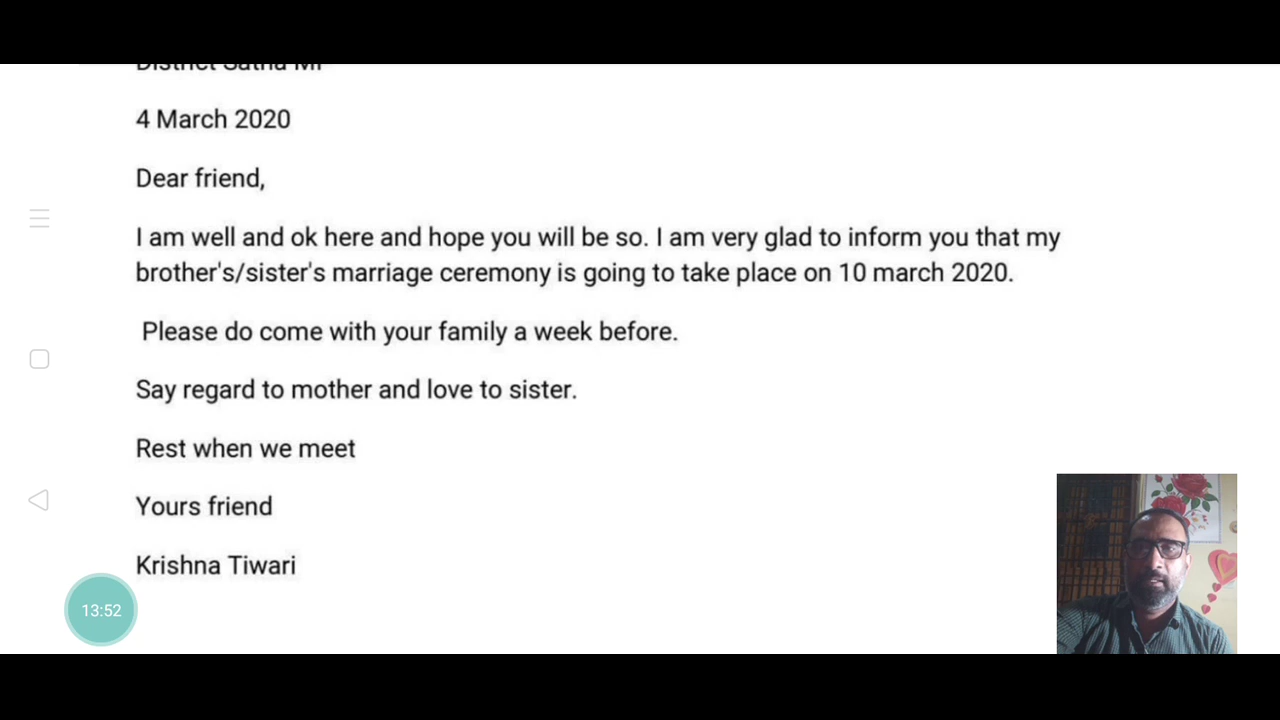 District Satna MP
4 March 2020
Dear friend,
I am well and ok here and hope you will be so. I am very glad to inform you that my
brother's/sister's marriage ceremony is going to take place on 10 march 2020.
Please do come with your family a week before.
Say regard to mother and love to sister.
Rest when we meet
Yours friend
Krishna Tiwari
13:52